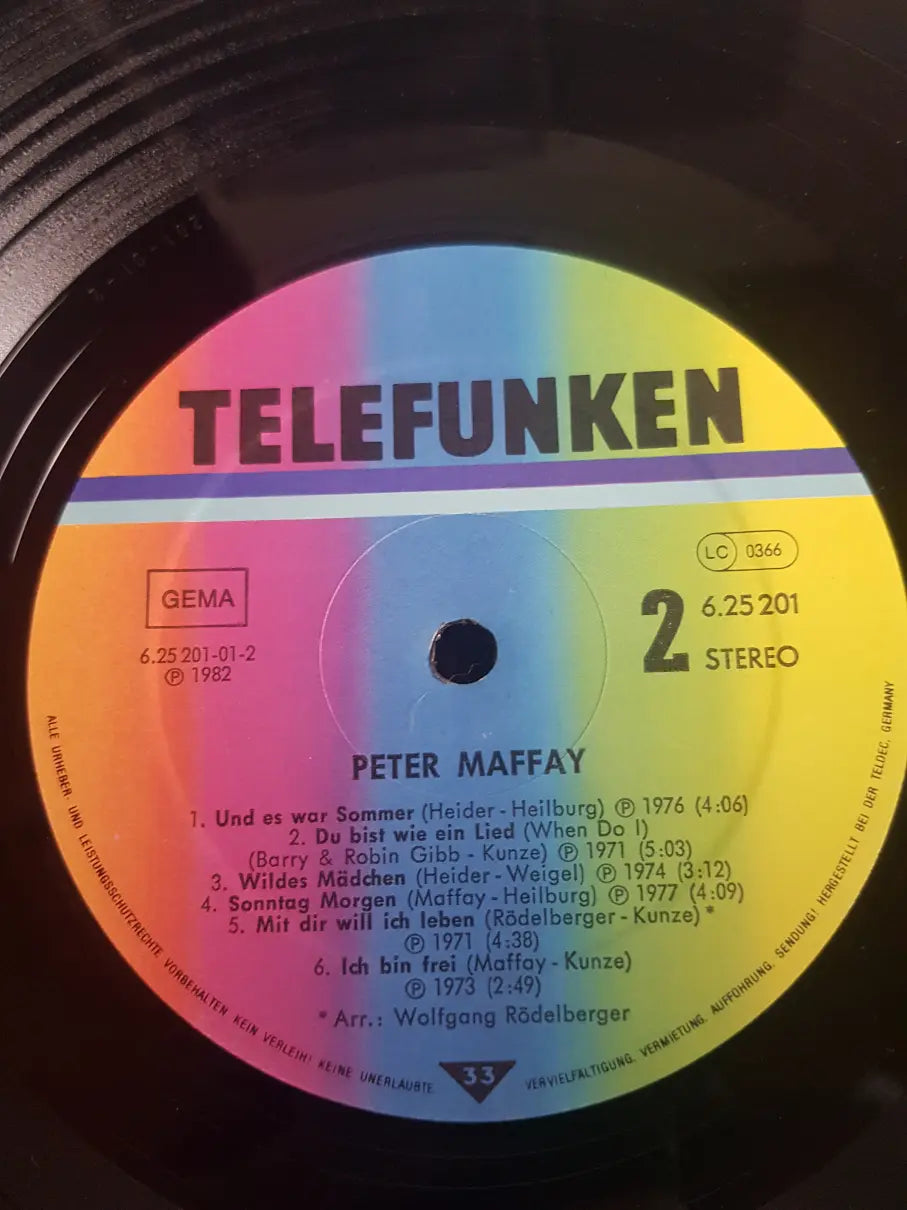 TELEFUNKEN
LC 0366
GEMA
2 6.25 201
STEREO
6.25 201-01-2
℗ 1982
PETER MAFFAY
1. Und es war Sommer (Heider - Heilburg) ℗ 1976 (4:06)
2. Du bist wie ein Lied (When Do I)
(Barry & Robin Gibb - Kunze) ℗ 1971 (5:03)
3. Wildes Mädchen (Heider - Weigel) ℗ 1974 (3:12)
4. Sonntag Morgen (Maffay - Heilburg) ℗ 1977 (4:09)
5. Mit dir will ich leben (Rödelberger - Kunze)*
℗ 1971 (4:38)
6. Ich bin frei (Maffay - Kunze)
℗ 1973 (2:49)
* Arr.: Wolfgang Rödelberger
33
ALLE URHEBER- UND LEISTUNGSSCHUTZRECHTE VORBEHALTEN KEIN VERLEIH! KEINE UNERLAUBTE VERVIELFÄLTIGUNG, VERMIETUNG, AUFFÜHRUNG, SENDUNG! HERGESTELLT BEI DER TELDEC, GERMANY